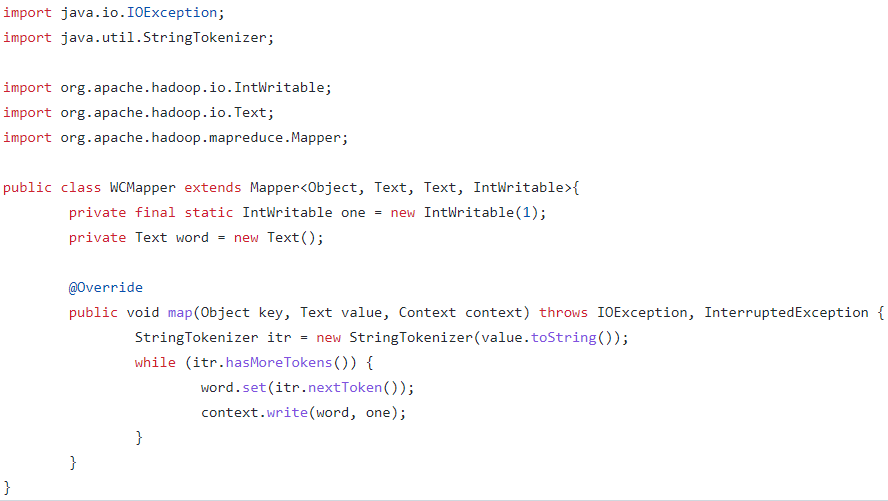 import java.io.IOException;
import java.util.StringTokenizer;

import org.apache.hadoop.io.IntWritable;
import org.apache.hadoop.io.Text;
import org.apache.hadoop.mapreduce.Mapper;

public class WCMapper extends Mapper<Object, Text, Text, IntWritable>{
        private final static IntWritable one = new IntWritable(1);
        private Text word = new Text();

        @Override
        public void map(Object key, Text value, Context context) throws IOException, InterruptedException {
                StringTokenizer itr = new StringTokenizer(value.toString());
                while (itr.hasMoreTokens()) {
                        word.set(itr.nextToken());
                        context.write(word, one);
                }
        }
}